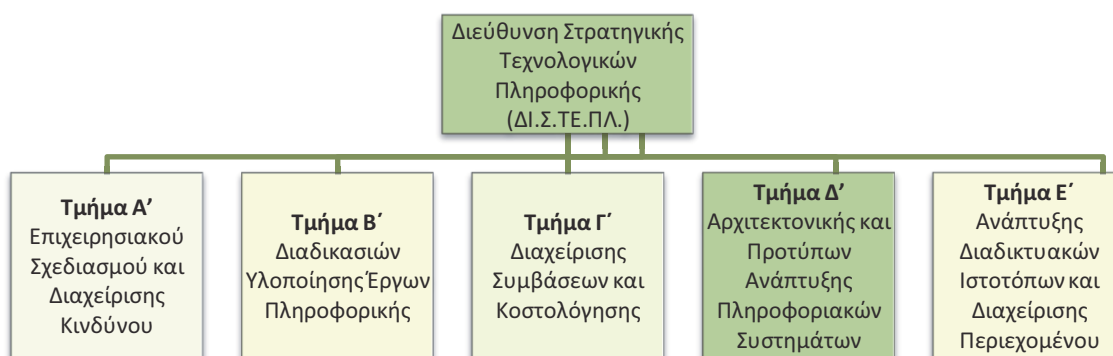 Διεύθυνση Στρατηγικής
Τεχνολογικών
Πληροφορικής
(ΔΙ.Σ.ΤΕ.ΠΛ.)
Τμήμα Α’
Επιχειρησιακού
Σχεδιασμού και
Διαχείρισης
Κινδύνου
Τμήμα Β΄
Διαδικασιών
Υλοποίησης Έργων
Πληροφορικής
Τμήμα Γ΄
Διαχείρισης
Συμβάσεων και
Κοστολόγησης
Τμήμα Δ’
Αρχιτεκτονικής και
Προτύπων
Ανάπτυξης
Πληροφοριακών
Συστημάτων
Τμήμα Ε΄
Ανάπτυξης
Διαδικτυακών
Ιστοτόπων και
Διαχείρισης
Περιεχομένου